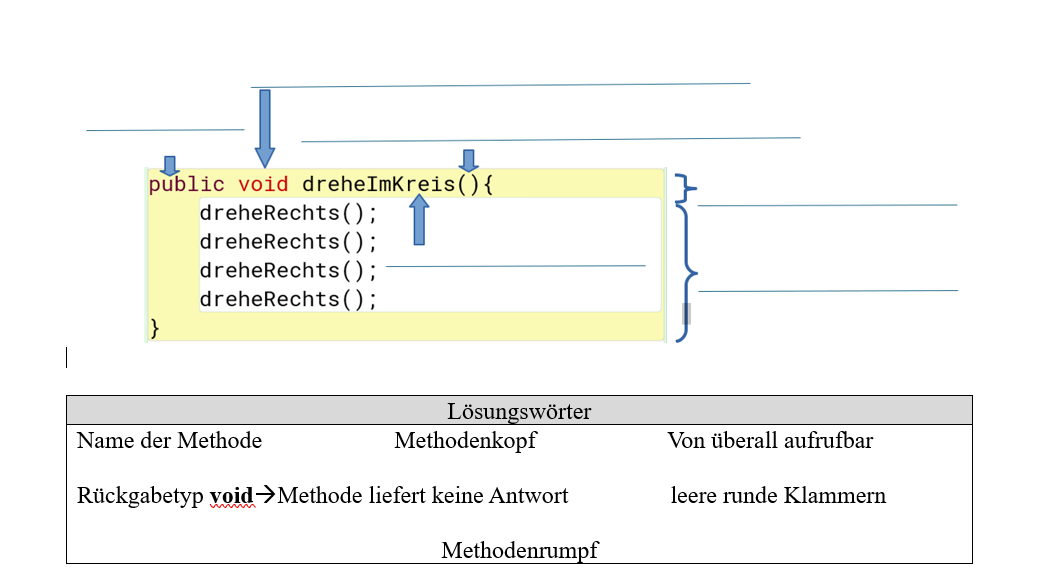 public void dreheImKreis(){
dreheRechts();
dreheRechts();
dreheRechts();
dreheRechts();
}
Lösungswörter
Name der Methode Methodenkopf Von überall aufrufbar
Rückgabetyp void→Methode liefert keine Antwort leere runde Klammern
Methodenrumpf